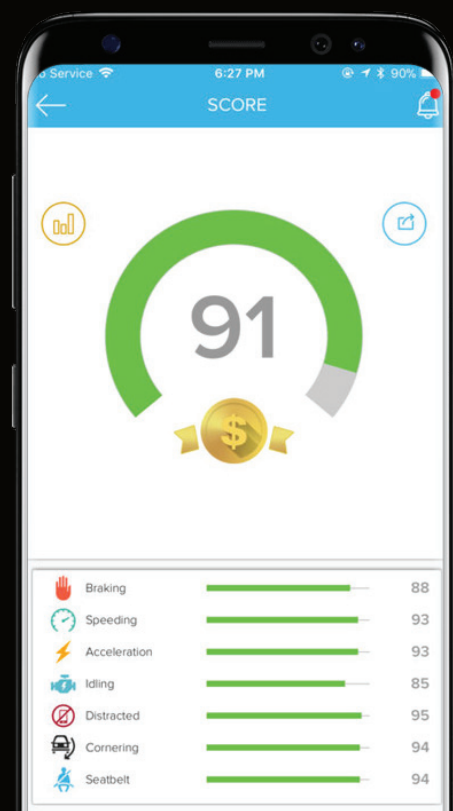 o Service 6:27 PM 90%
SCORE
91
$
Braking 88
Speeding 93
Acceleration 93
Idling 85
Distracted 95
Cornering 94
Seatbelt 94